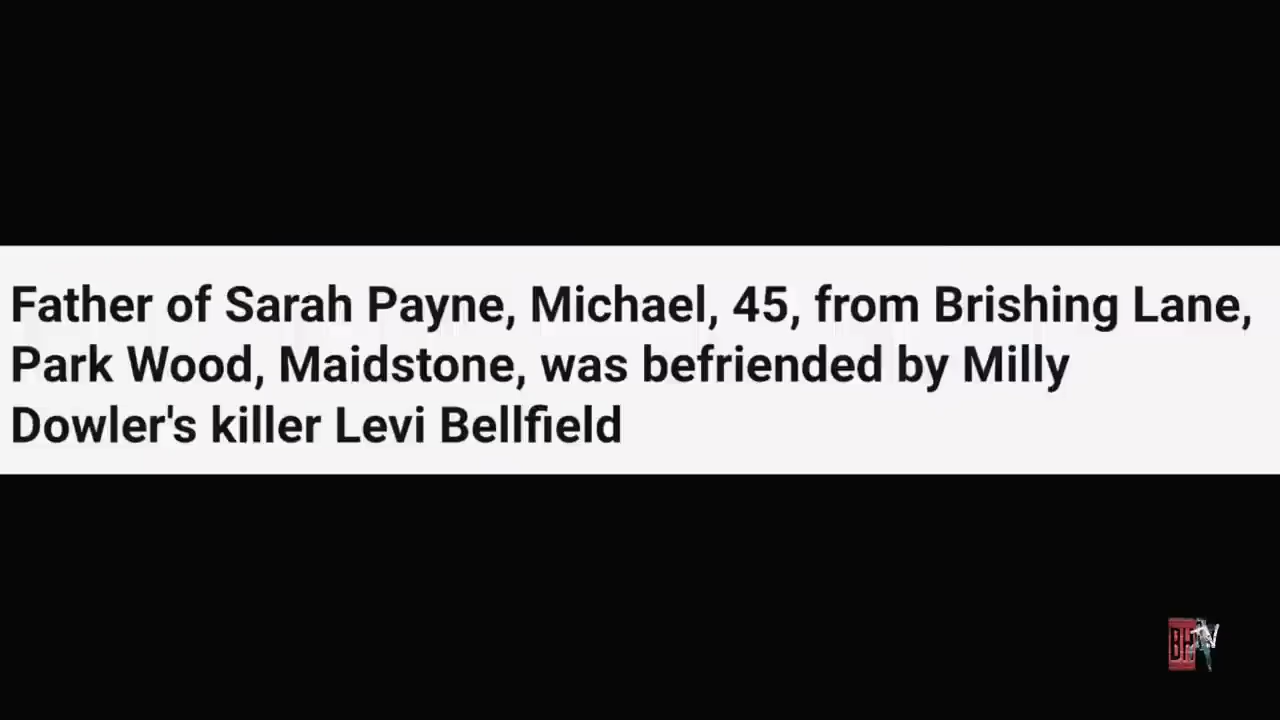 Father of Sarah Payne, Michael, 45, from Brishing Lane,
Park Wood, Maidstone, was befriended by Milly
Dowler's killer Levi Bellfield
BHTV